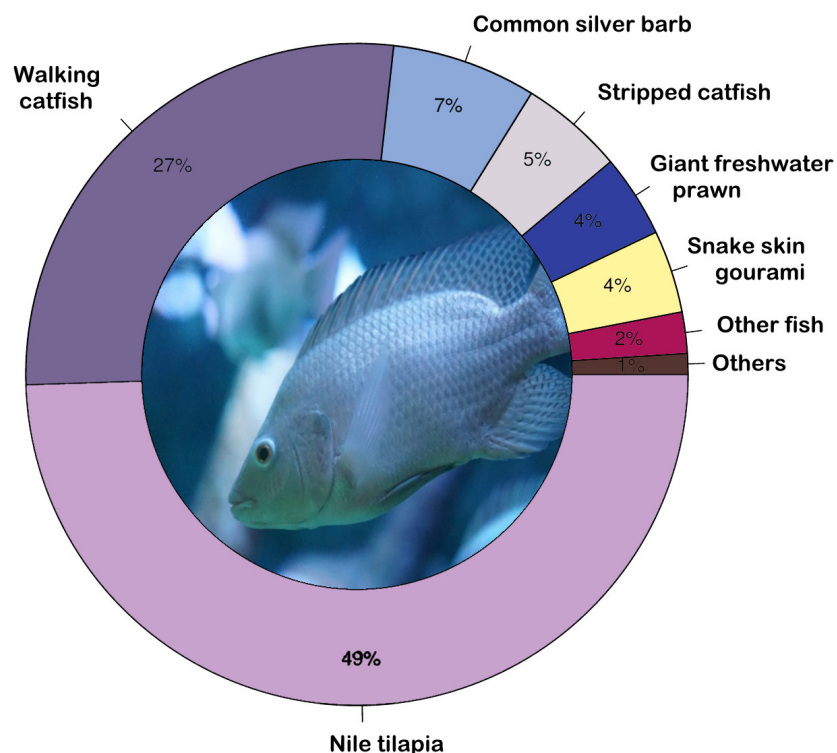 Common silver barb
Walking
catfish
Stripped catfish
7%
5%
27%
Giant freshwater
prawn
4%
Snake skin
gourami
4%
Other fish
2%
Others
1%
49%
Nile tilapia